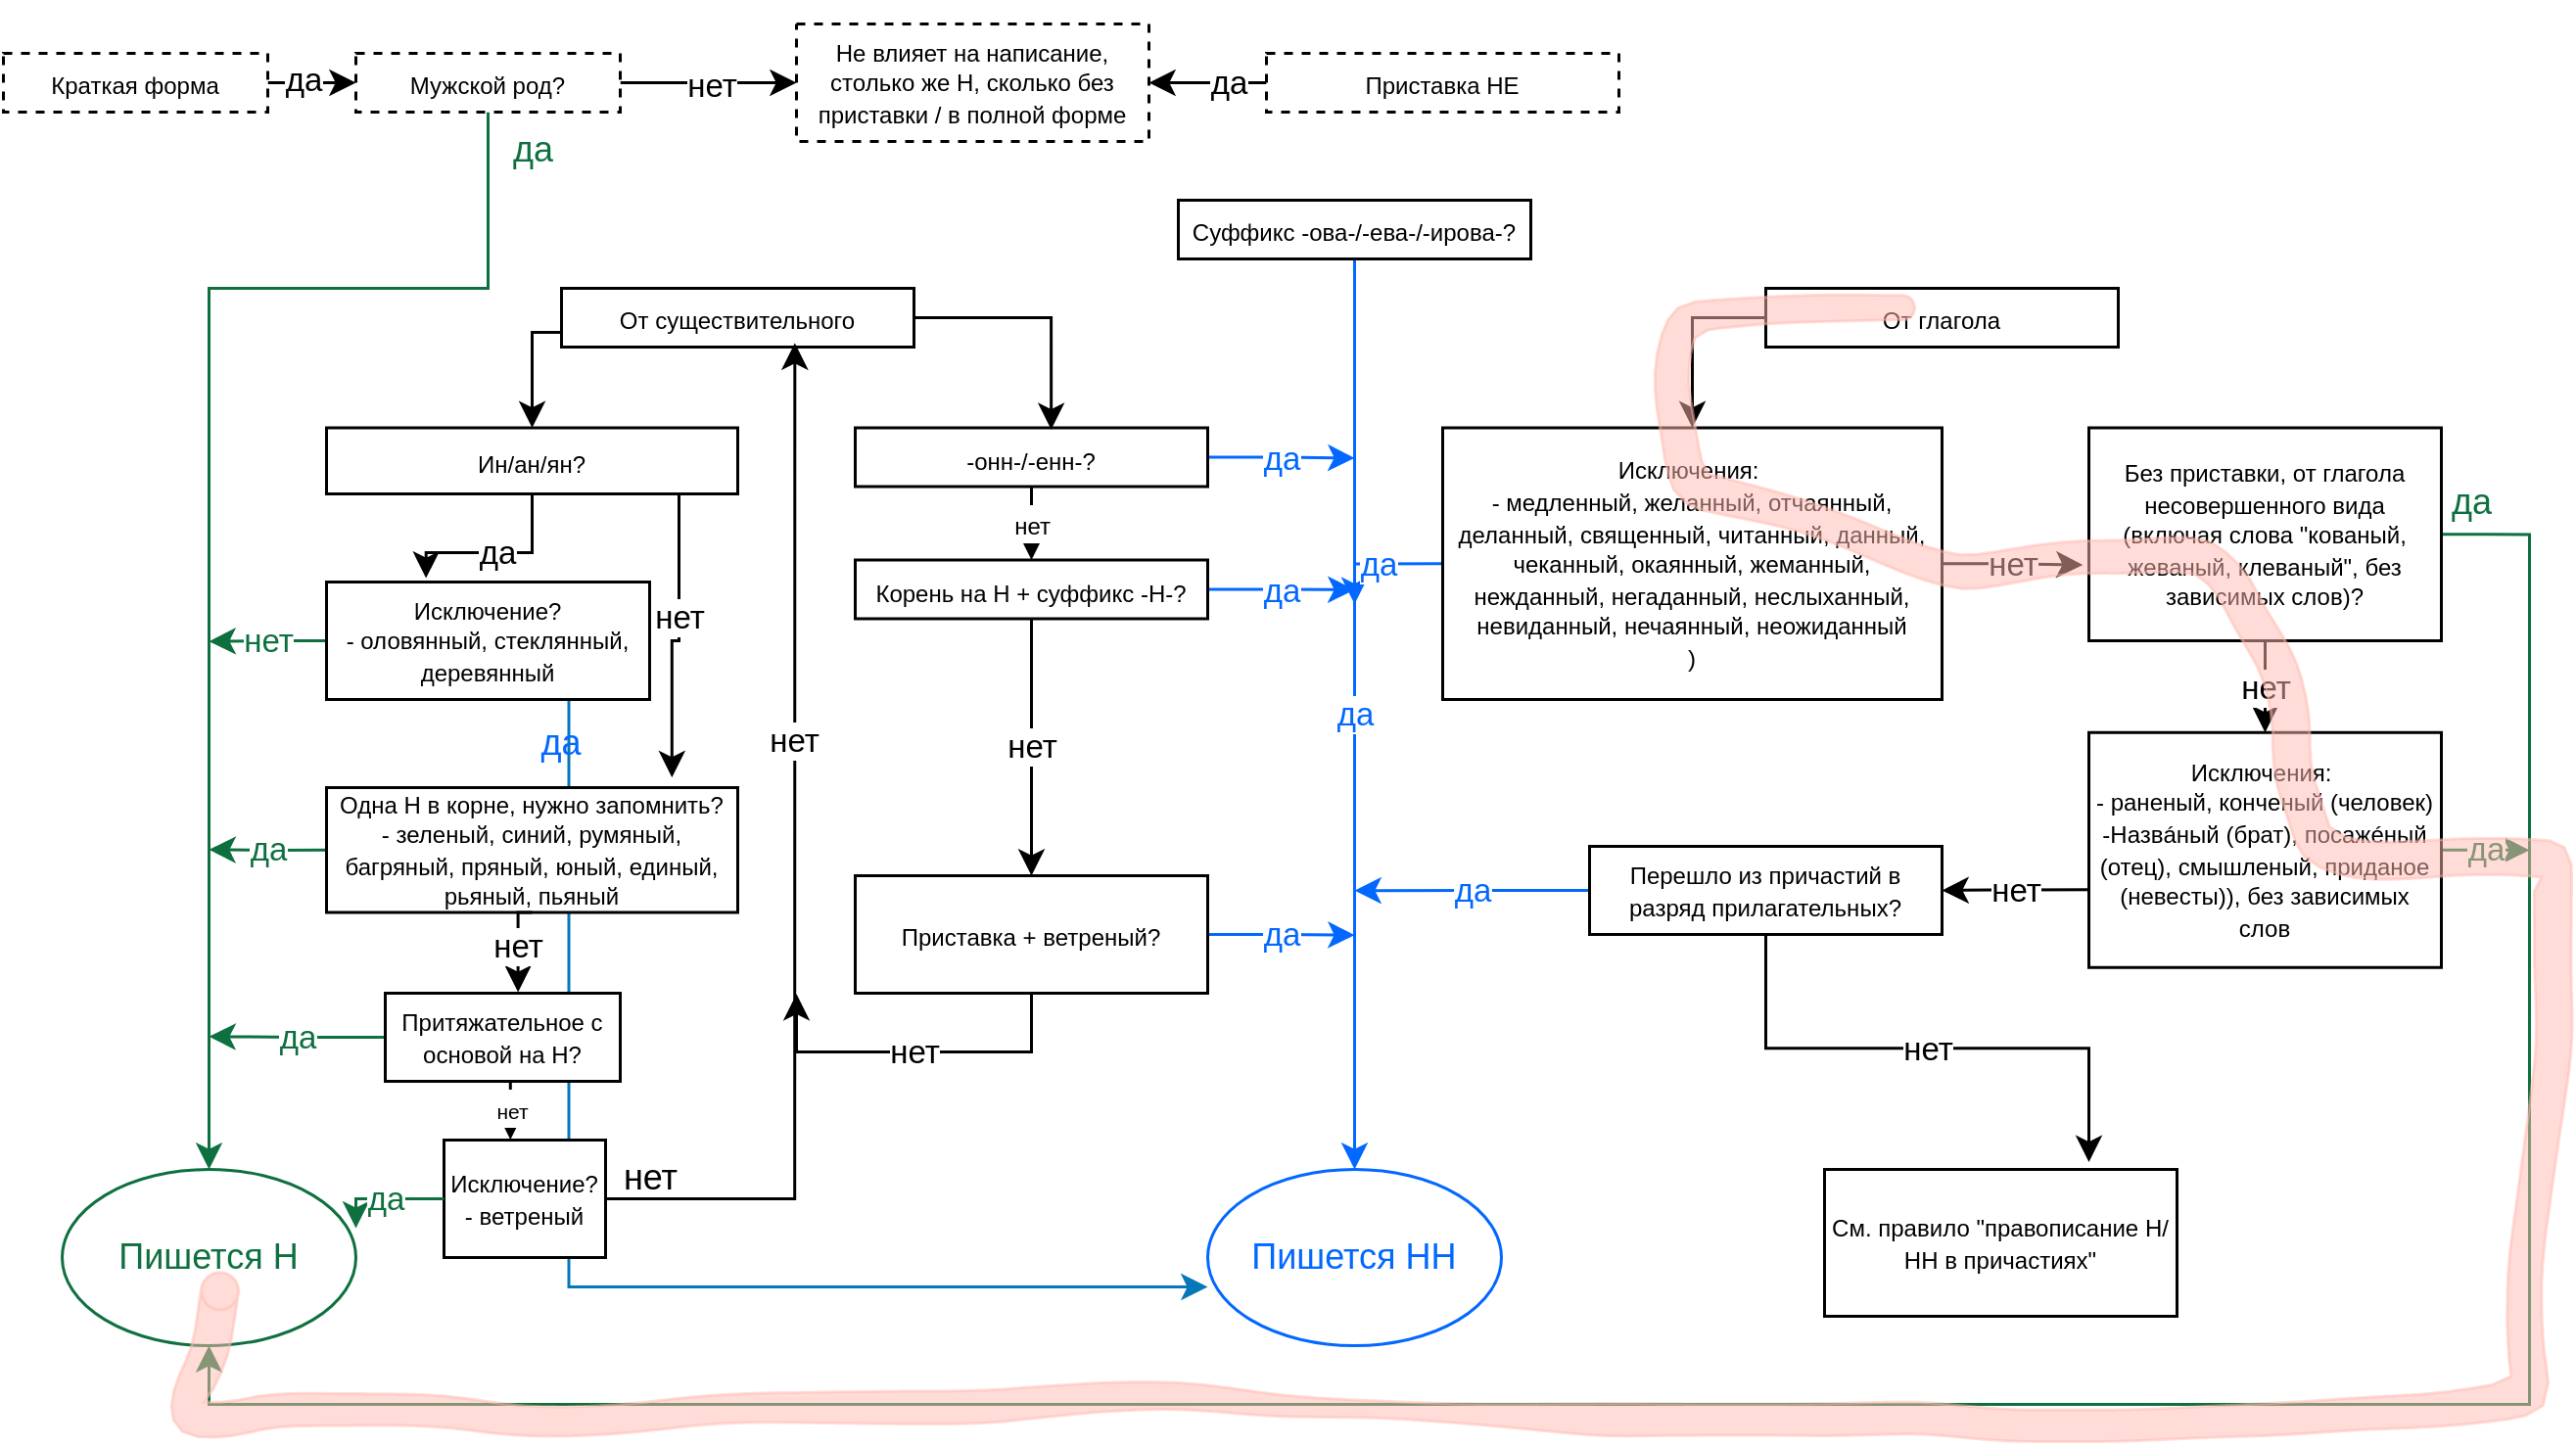 Краткая форма
да
Мужской род?
нет
Не влияет на написание,
столько же Н, сколько без
приставки / в полной форме
да
Приставка НЕ
да
Суффикс -ова-/-ева-/-ирова-?
От существительного
От глагола
Ин/ан/ян?
-онн-/-енн-?
да
Исключения:
- медленный, желанный, отчаянный,
деланный, священный, читанный, данный,
чеканный, окаянный, жеманный,
нежданный, негаданный, неслыханный,
невиданный, нечаянный, неожиданный
)
Без приставки, от глагола
несовершенного вида
(включая слова "кованый,
жеваный, клеваный", без
зависимых слов)?
да
да
нет
нет
Корень на Н + суффикс -Н-?
да
да
нет
Исключение?
- оловянный, стеклянный,
деревянный
нет
да
нет
нет
да
нет
Одна Н в корне, нужно запомнить?
- зеленый, синий, румяный,
багряный, пряный, юный, единый,
рьяный, пьяный
да
нет
Приставка + ветреный?
да
Перешло из причастий в
разряд прилагательных?
да
нет
Исключения:
- раненый, конченый (человек)
-Назва́ный (брат), посаже́ный
(отец), смышленый, приданое
(невесты)), без зависимых
слов
да
нет
Притяжательное с
основой на Н?
да
нет
нет
нет
Исключение?
- ветреный
да
нет
Пишется Н
Пишется НН
См. правило "правописание Н/
НН в причастиях"